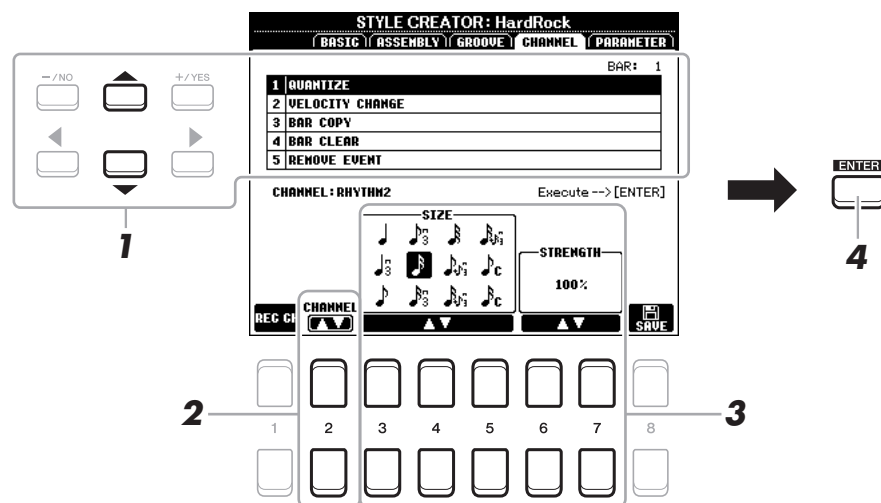 STYLE CREATOR: HardRock
BASIC ASSEMBLY GROOVE CHANNEL PARAMETER
BAR: 1
-/NO +/YES
1 QUANTIZE
2 VELOCITY CHANGE
3 BAR COPY
4 BAR CLEAR
5 REMOVE EVENT
CHANNEL:RHYTHM2 Execute-->[ENTER]
ENTER
1
4
SIZE
STRENGTH
100%
REC CH
CHANNEL
SAVE
2
3
1 2 3 4 5 6 7 8